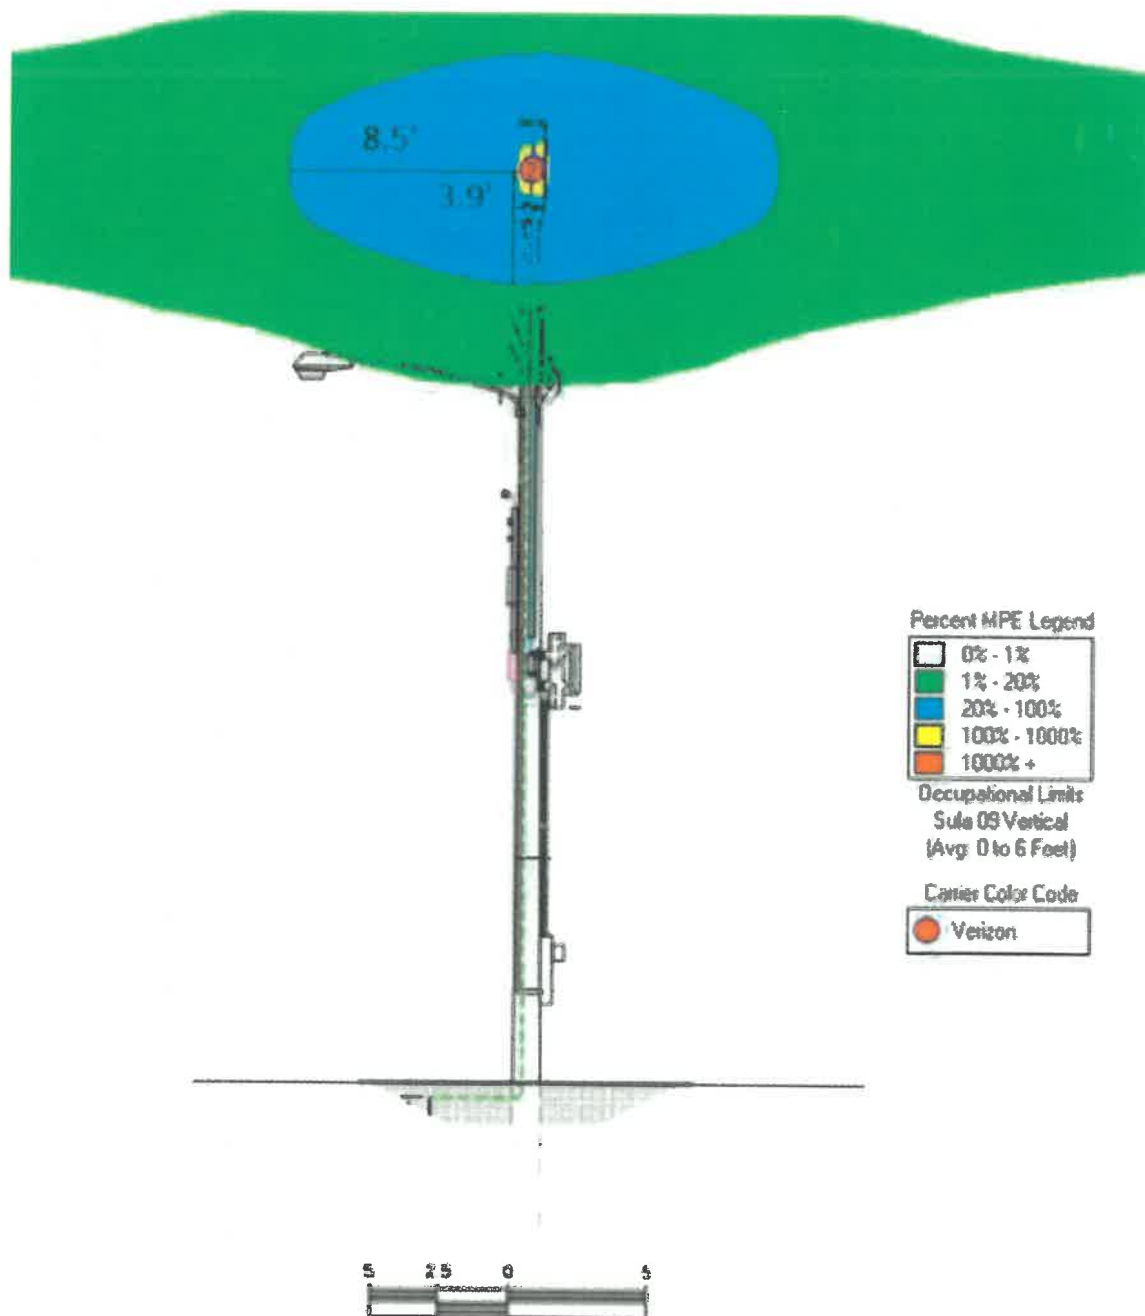 8.5'
3.9'
Percent MPE Legend
0% - 1%
1% - 20%
20% - 100%
100% - 1000%
1000% +
Occupational Limits
Sula 09 Vertical
(Avg: 0 to 6 Feet)
Carrier Color Code
Verizon
5 2.5 0 5